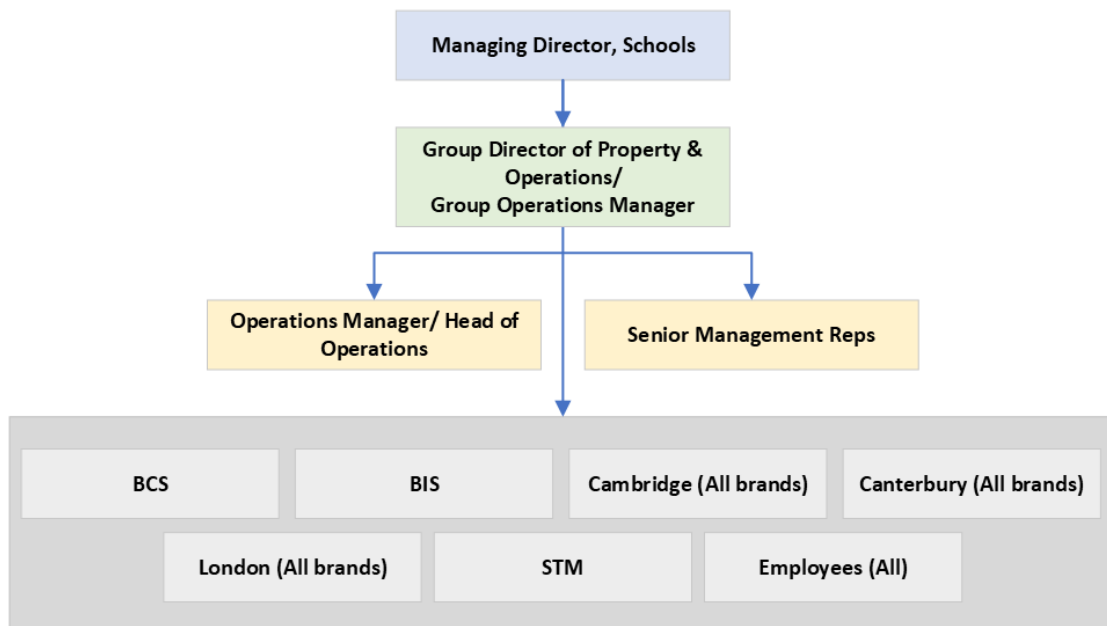 Managing Director, Schools
Group Director of Property &
Operations/
Group Operations Manager
Operations Manager/ Head of
Operations
Senior Management Reps
BCS
BIS
Cambridge (All brands)
Canterbury (All brands)
London (All brands)
STM
Employees (All)